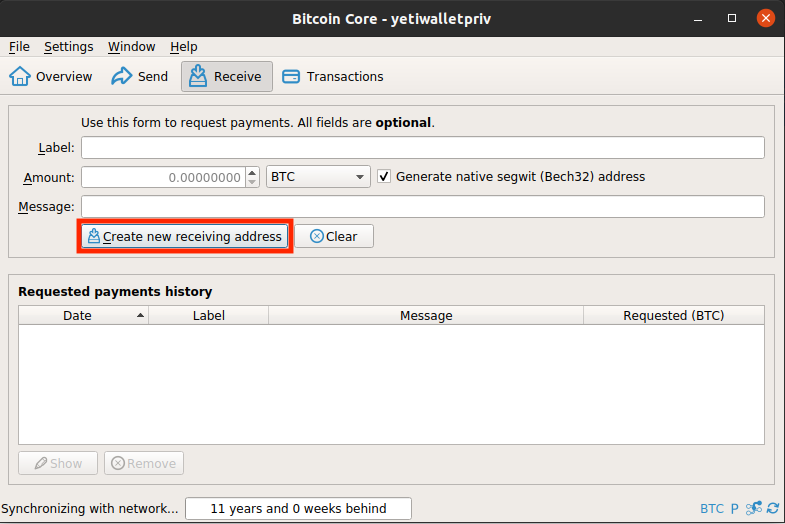 Bitcoin Core - yetiwalletpriv
File Settings Window Help
Overview Send Receive Transactions
Use this form to request payments. All fields are optional.
Label:
Amount: 0.00000000 BTC Generate native segwit (Bech32) address
Message:
Create new receiving address Clear
Requested payments history
Date Label Message Requested (BTC)
Show Remove
Synchronizing with network... 11 years and 0 weeks behind BTC P